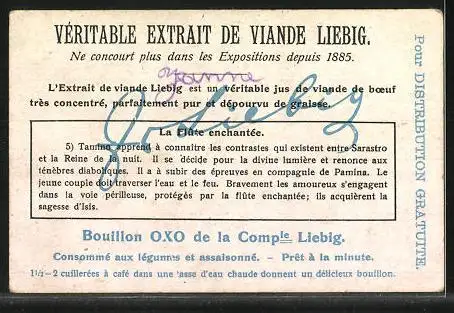 VÉRITABLE EXTRAIT DE VIANDE LIEBIG.
Ne concourt plus dans les Expositions depuis 1885.
Yanne
L'Extrait de viande Liebig est un véritable jus de viande de bœuf
très concentré, parfaitement pur et dépourvu de graisse.
J v Liebig
La Flûte enchantée.
5) Tamino apprend à connaître les contrastes qui existent entre Sarastro
et la Reine de la nuit. Il se décide pour la divine lumière et renonce aux
ténèbres diaboliques. Il a à subir des épreuves en compagnie de Pamina. Le
jeune couple doit traverser l'eau et le feu. Bravement les amoureux s'engagent
dans la voie périlleuse, protégés par la flûte enchantée; ils acquièrent la
sagesse d'Isis.
Bouillon OXO de la Compie Liebig.
Consommé aux légumes et assaisonné. – Prêt à la minute.
1½-2 cuillerées à café dans une tasse d'eau chaude donnent un délicieux bouillon.
Pour DISTRIBUTION GRATUITE.